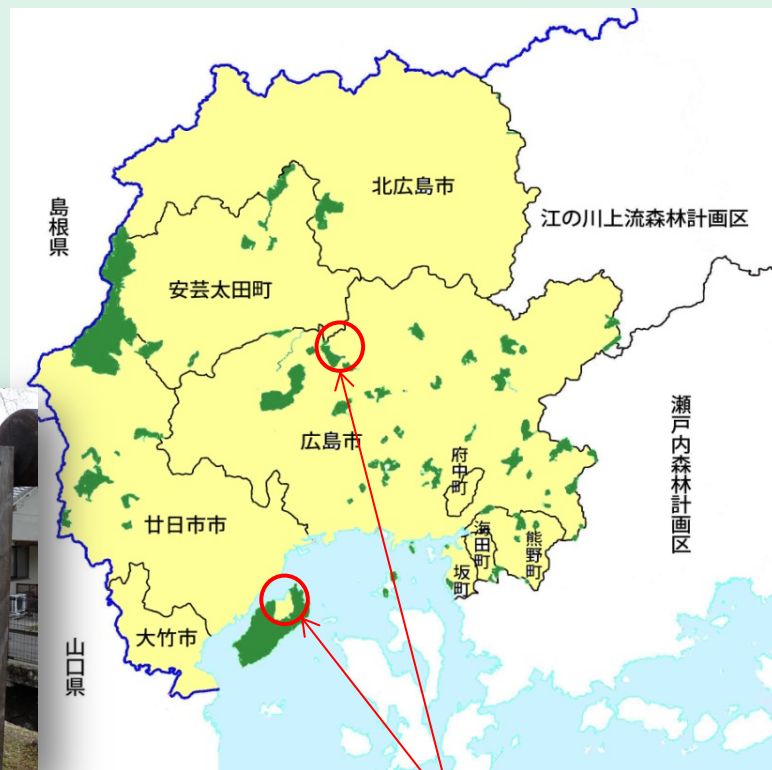 北広島市
島根県
江の川上流森林計画区
安芸太田町
広島市
瀬戸内森林計画区
府中町
廿日市市
海田町
熊野町
坂町
大竹市
山口県